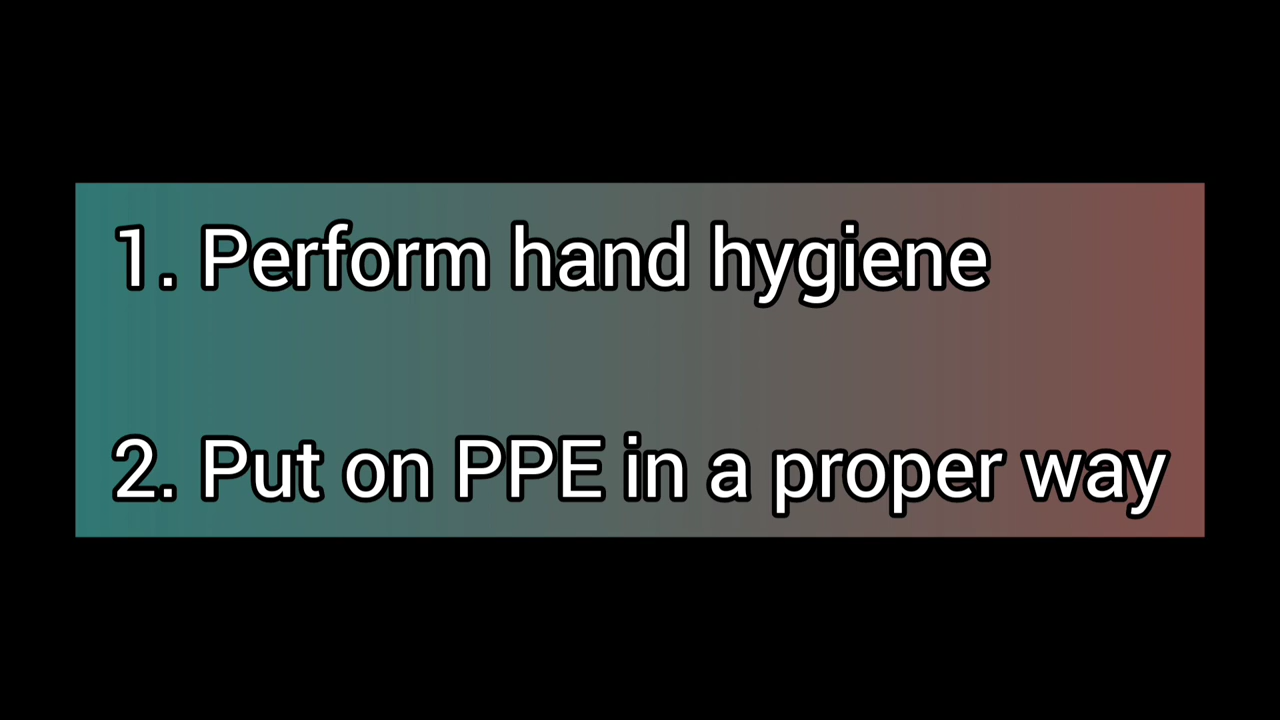 1. Perform hand hygiene
2. Put on PPE in a proper way